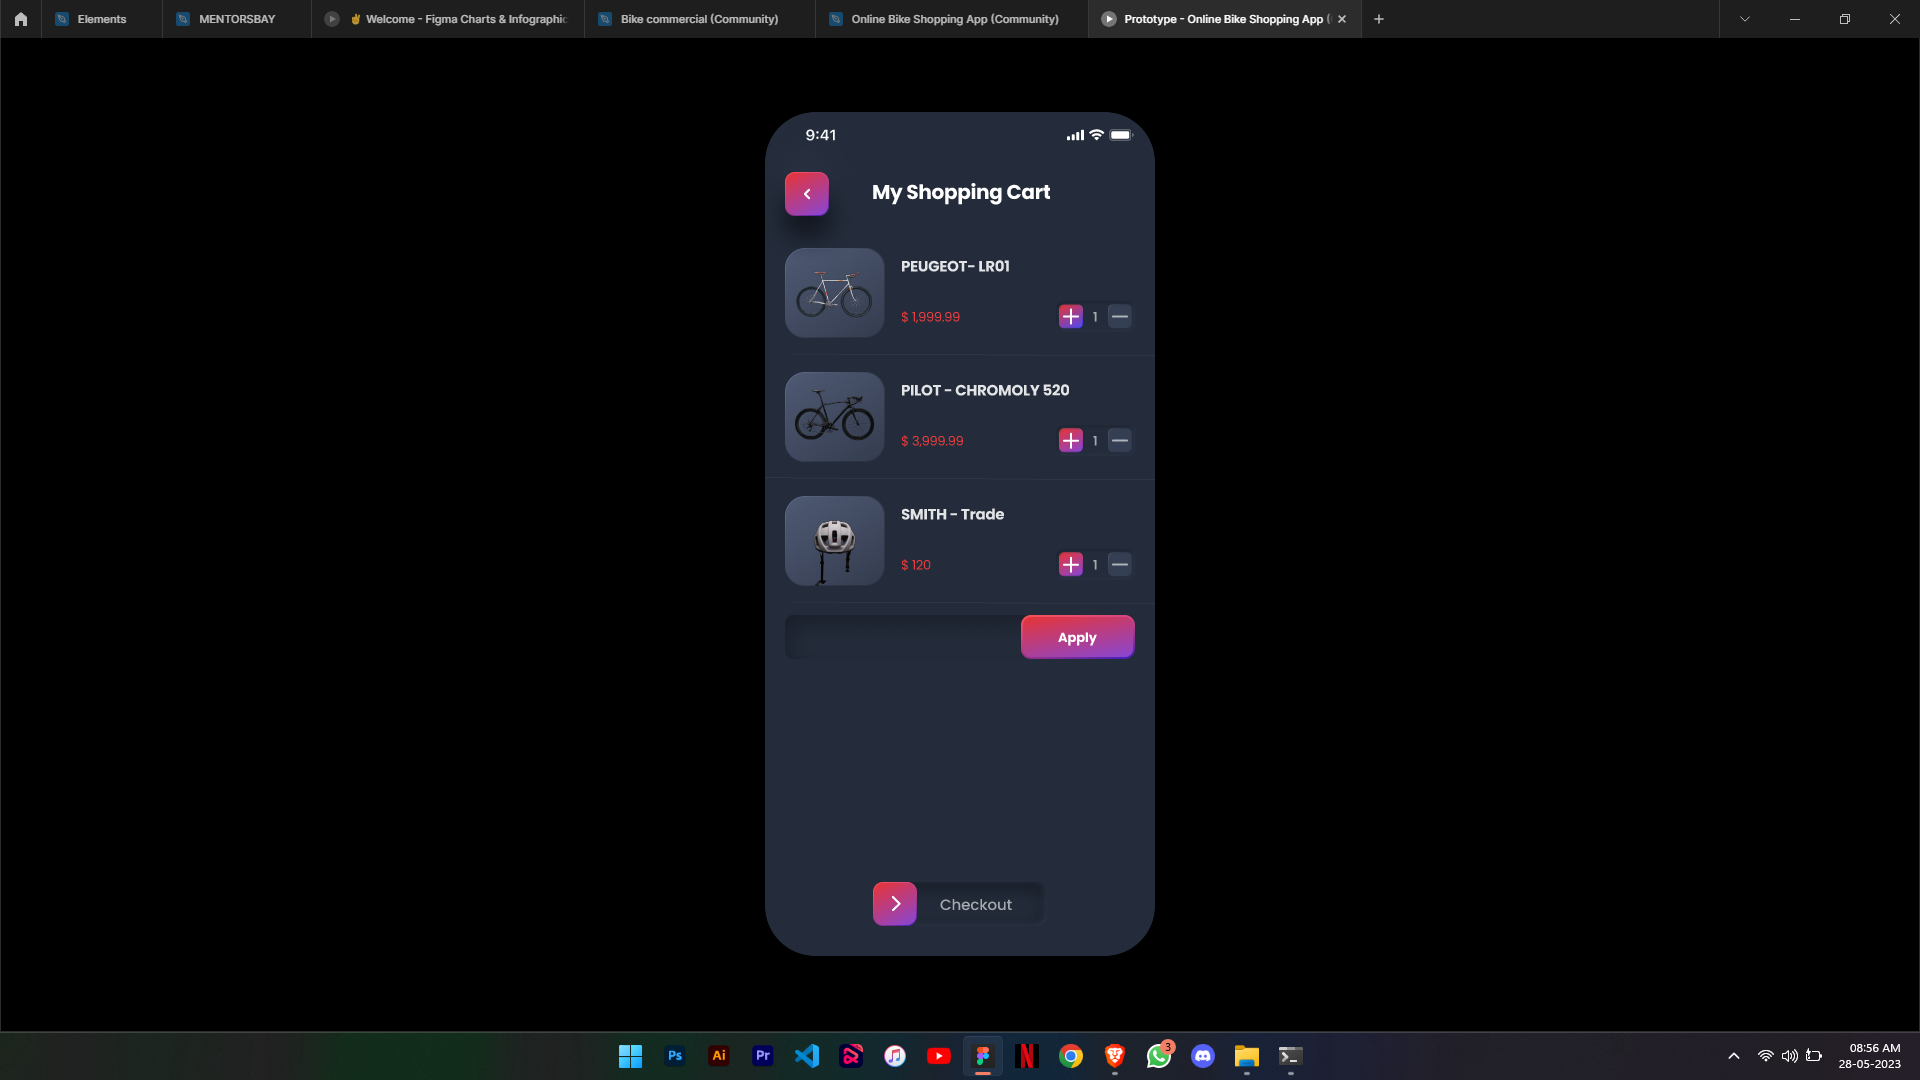 Elements
MENTORSBAY
Welcome - Figma Charts & Infographic
Bike commercial (Community)
Online Bike Shopping App (Community)
Prototype - Online Bike Shopping App (
9:41
My Shopping Cart
PEUGEOT- LR01
$ 1,999.99
1
PILOT - CHROMOLY 520
$ 3,999.99
1
SMITH - Trade
$ 120
1
Apply
Checkout
Ps
Ai
Pr
3
08:56 AM
28-05-2023